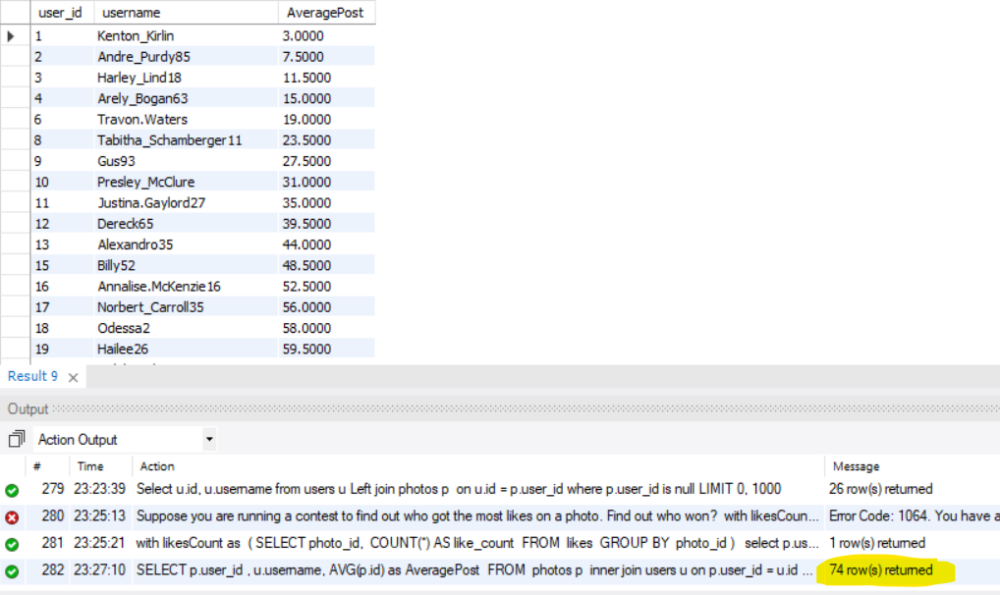 user_id username AveragePost
1 Kenton_Kirlin 3.0000
2 Andre_Purdy85 7.5000
3 Harley_Lind18 11.5000
4 Arely_Bogan63 15.0000
6 Travon.Waters 19.0000
8 Tabitha_Schamberger11 23.5000
9 Gus93 27.5000
10 Presley_McClure 31.0000
11 Justina.Gaylord27 35.0000
12 Dereck65 39.5000
13 Alexandro35 44.0000
15 Billy52 48.5000
16 Annalise.McKenzie16 52.5000
17 Norbert_Carroll35 56.0000
18 Odessa2 58.0000
19 Hailee26 59.5000
Result 9
Output
Action Output
# Time Action Message
279 23:23:39 Select u.id, u.username from users u Left join photos p on u.id = p.user_id where p.user_id is null LIMIT 0, 1000 26 row(s) returned
280 23:25:13 Suppose you are running a contest to find out who got the most likes on a photo. Find out who won? with likesCoun... Error Code: 1064. You have a
281 23:25:21 with likesCount as ( SELECT photo_id, COUNT(*) AS like_count FROM likes GROUP BY photo_id ) select p.us... 1 row(s) returned
282 23:27:10 SELECT p.user_id , u.username, AVG(p.id) as AveragePost FROM photos p inner join users u on p.user_id = u.id ... 74 row(s) returned